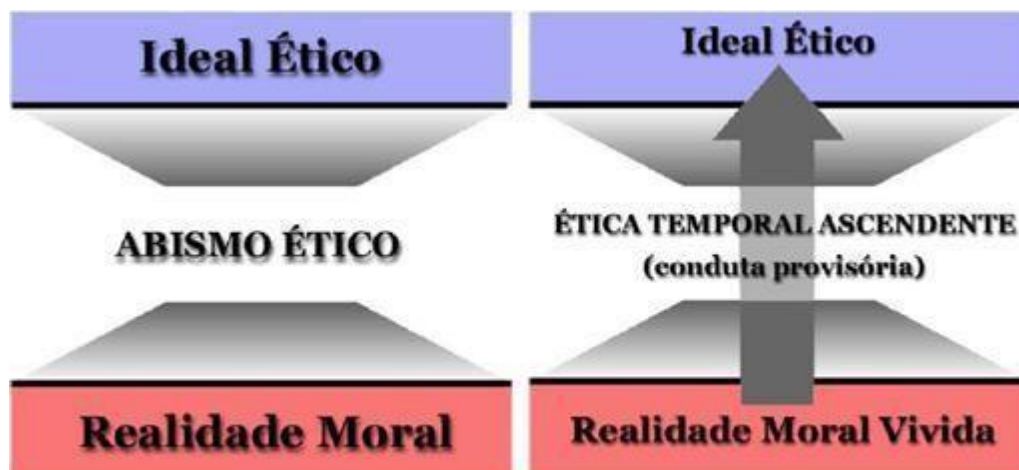 Ideal Ético
ABISMO ÉTICO
Realidade Moral
Ideal Ético
ÉTICA TEMPORAL ASCENDENTE
(conduta provisória)
Realidade Moral Vivida